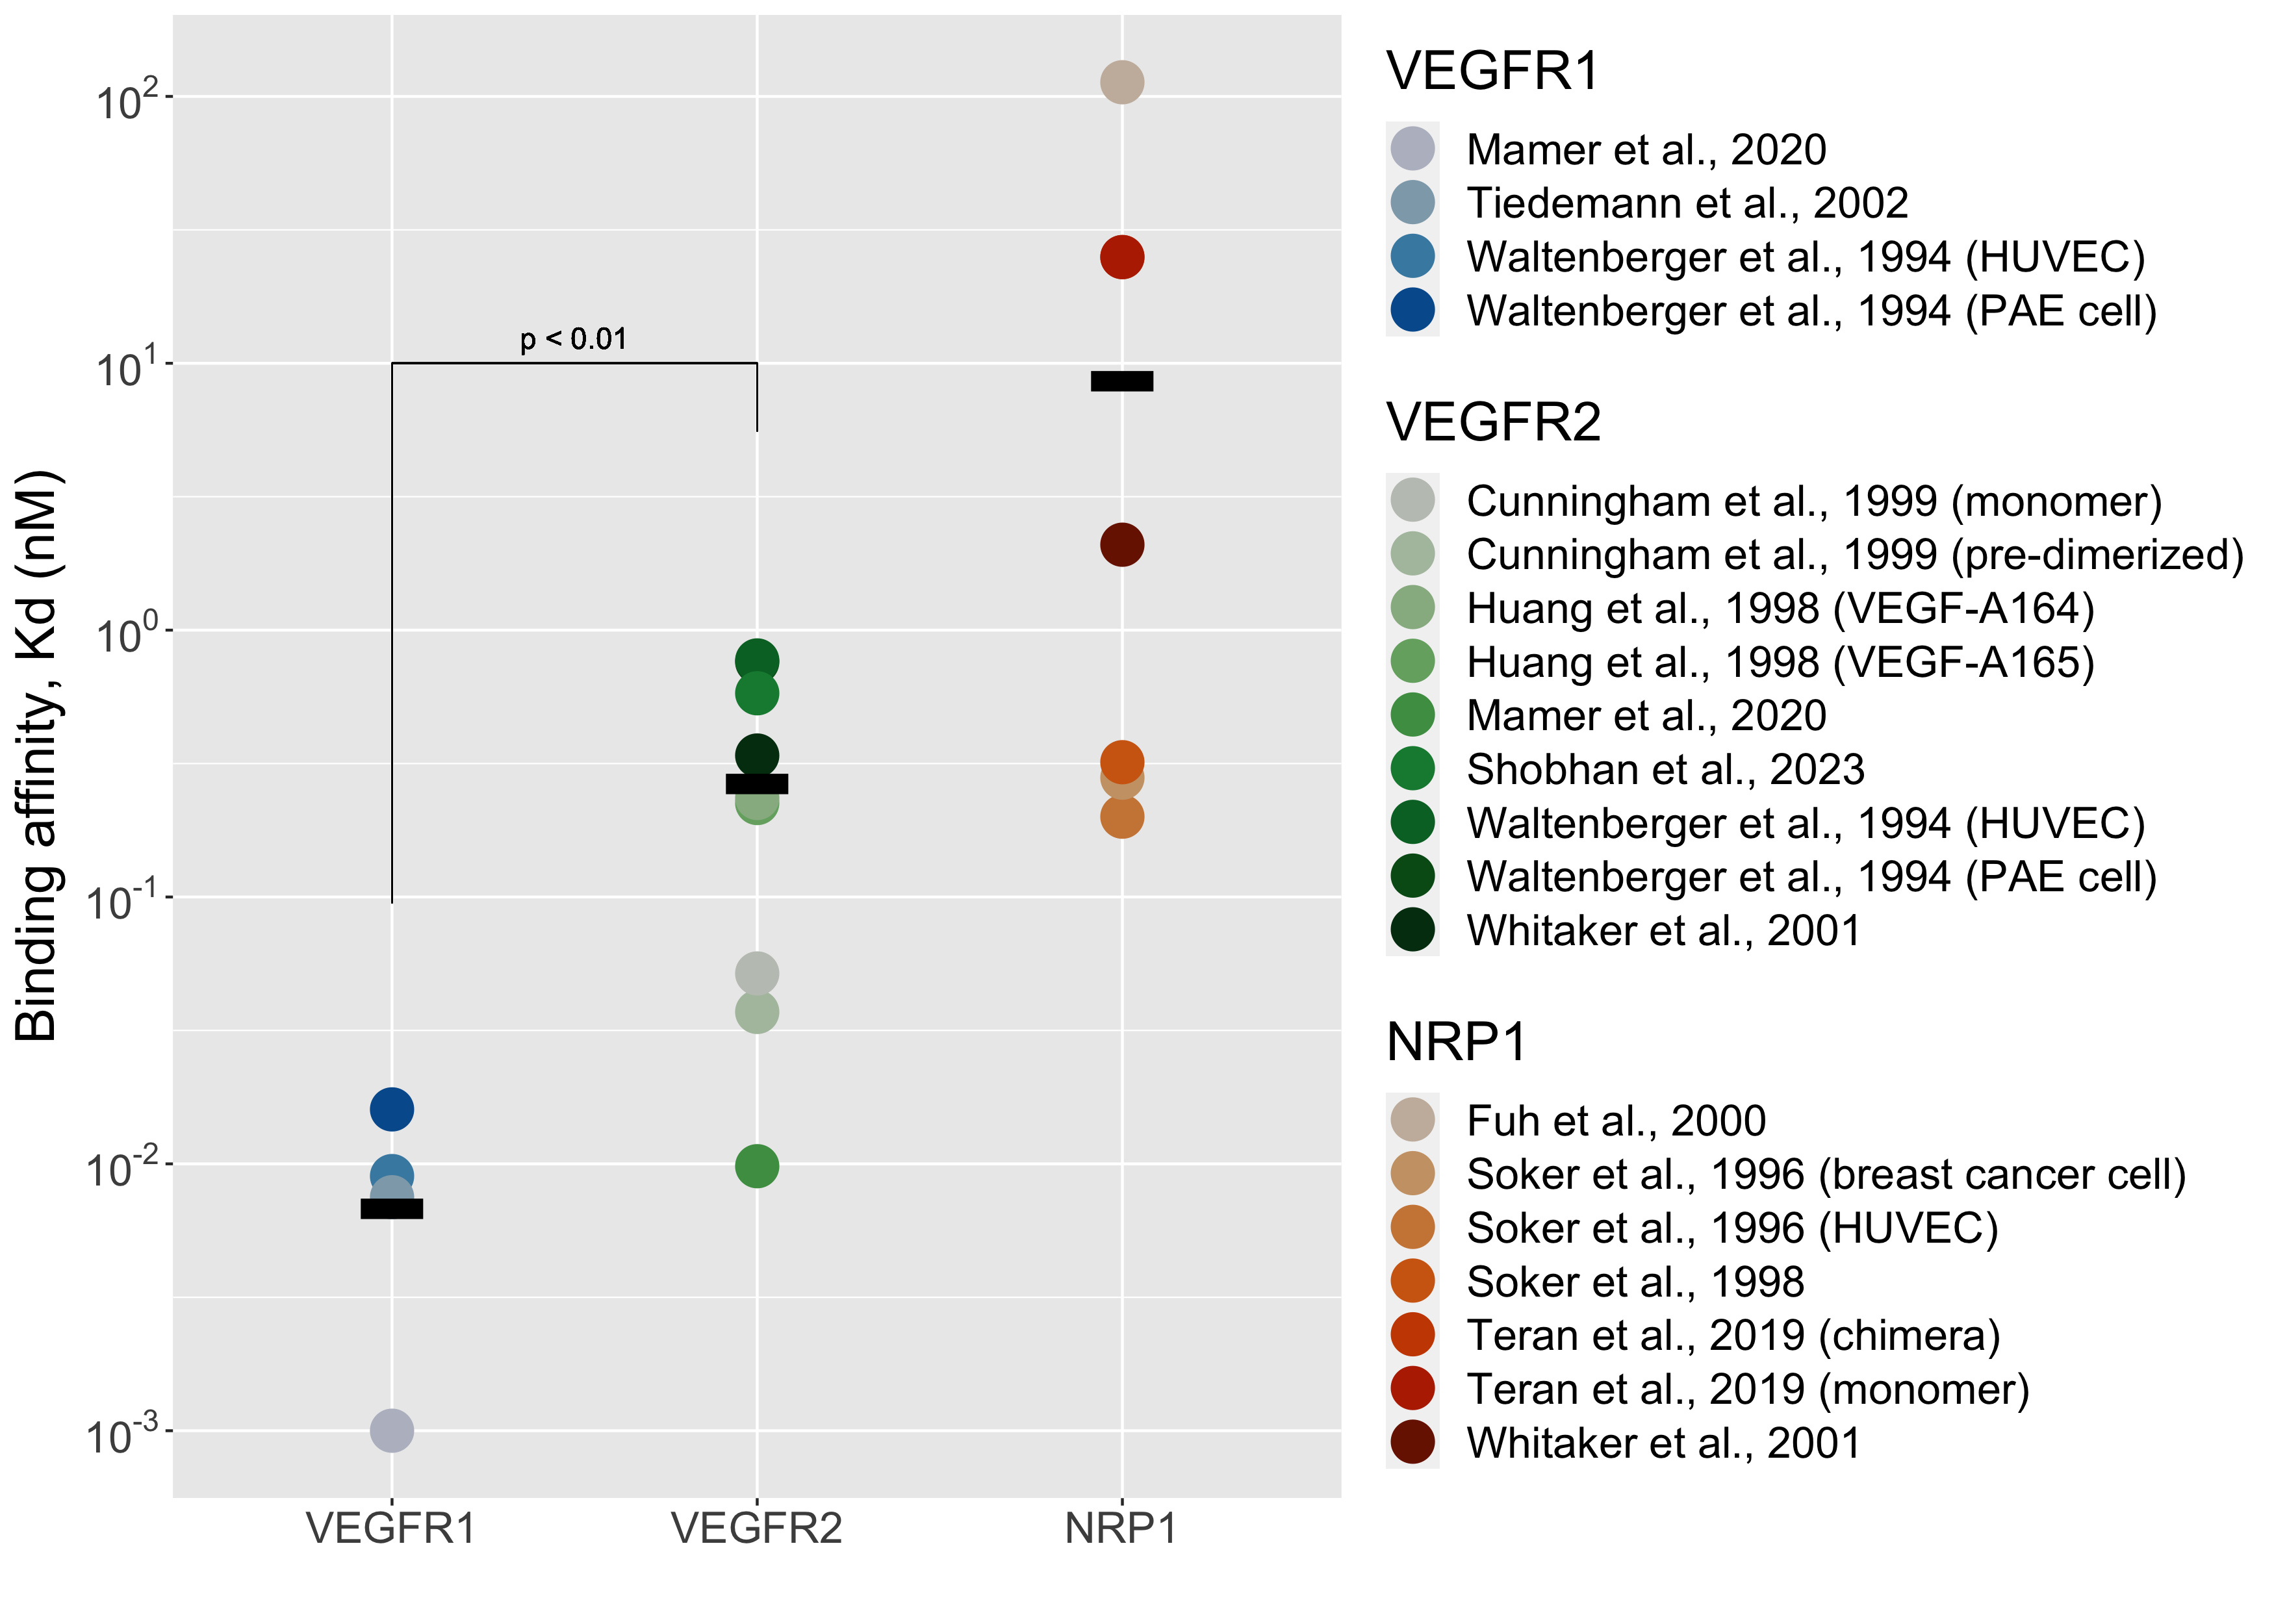 Binding affinity, Kd (nM)
10²
10¹
10⁰
10⁻¹
10⁻²
10⁻³
p < 0.01
VEGFR1
VEGFR2
NRP1
VEGFR1
Mamer et al., 2020
Tiedemann et al., 2002
Waltenberger et al., 1994 (HUVEC)
Waltenberger et al., 1994 (PAE cell)
VEGFR2
Cunningham et al., 1999 (monomer)
Cunningham et al., 1999 (pre-dimerized)
Huang et al., 1998 (VEGF-A164)
Huang et al., 1998 (VEGF-A165)
Mamer et al., 2020
Shobhan et al., 2023
Waltenberger et al., 1994 (HUVEC)
Waltenberger et al., 1994 (PAE cell)
Whitaker et al., 2001
NRP1
Fuh et al., 2000
Soker et al., 1996 (breast cancer cell)
Soker et al., 1996 (HUVEC)
Soker et al., 1998
Teran et al., 2019 (chimera)
Teran et al., 2019 (monomer)
Whitaker et al., 2001